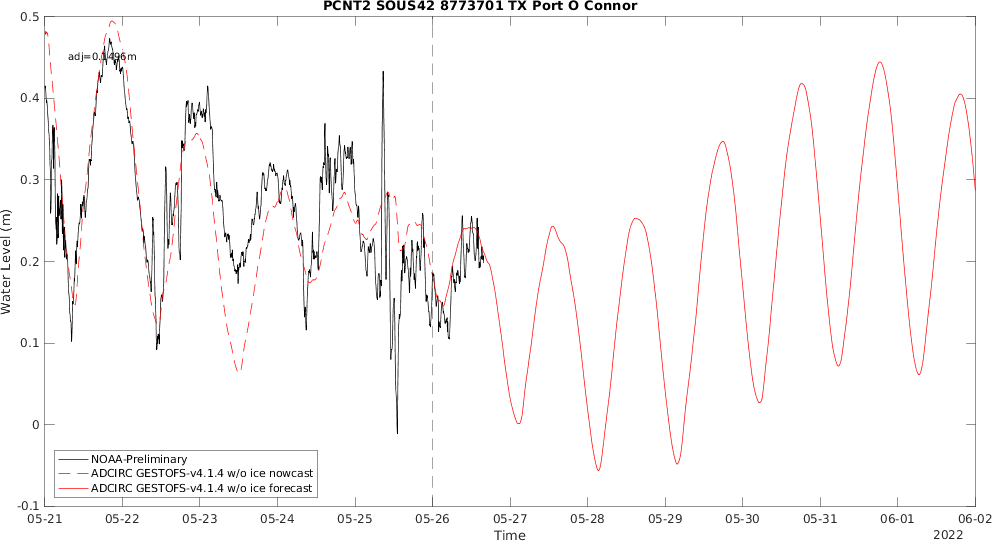 PCNT2 SOUS42 8773701 TX Port O Connor
0.5
adj=0.1496m
0.4
0.3
0.2
0.1
0
-0.1
Water Level (m)
NOAA-Preliminary
ADCIRC GESTOFS-v4.1.4 w/o ice nowcast
ADCIRC GESTOFS-v4.1.4 w/o ice forecast
05-21 05-22 05-23 05-24 05-25 05-26 05-27 05-28 05-29 05-30 05-31 06-01 06-02
Time
2022